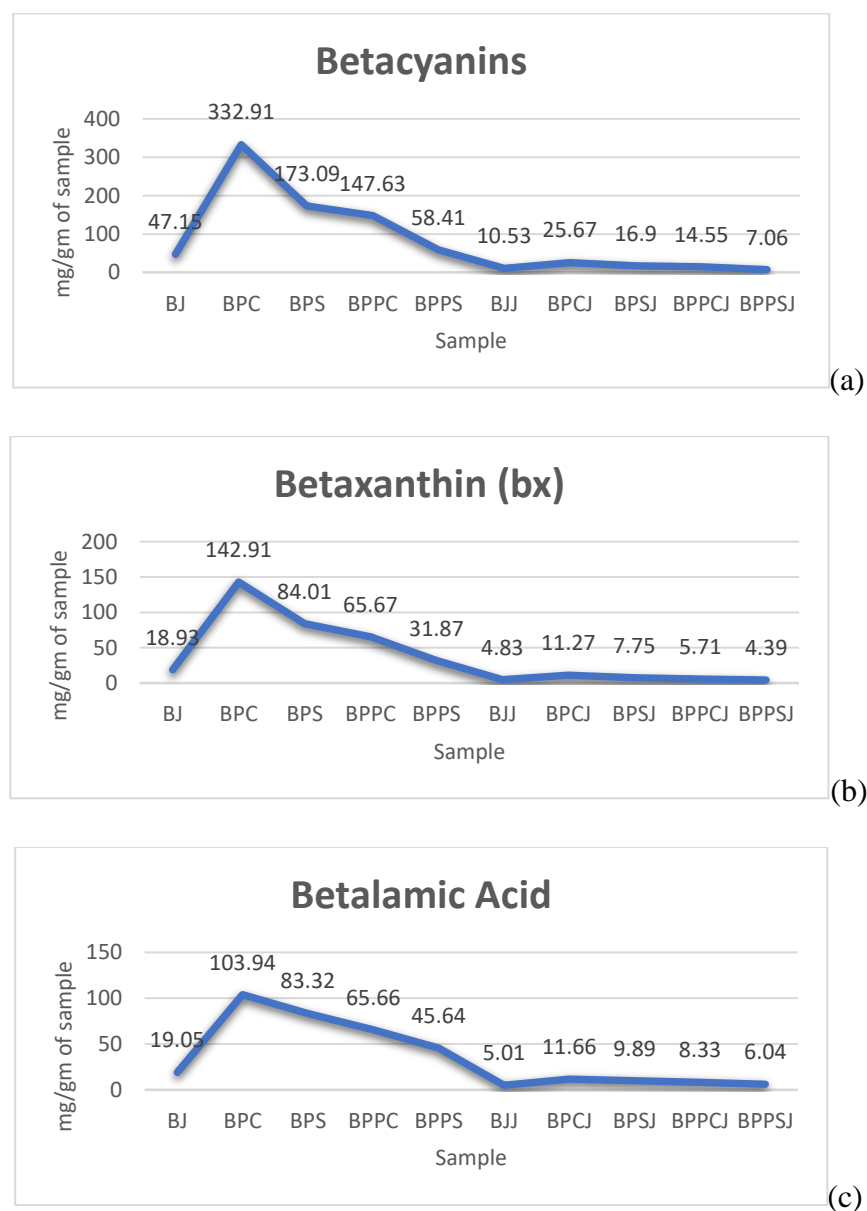 Betacyanins
332.91
400
300
173.09
147.63
200
47.15
58.41
10.53 25.67 16.9 14.55 7.06
100
0
mg/gm of sample
BJ BPC BPS BPPC BPPS BJJ BPCJ BPSJ BPPCJ BPPSJ
Sample
(a)
Betaxanthin (bx)
200
142.91
150
84.01
65.67
100
18.93
31.87
4.83 11.27 7.75 5.71 4.39
50
0
mg/gm of sample
BJ BPC BPS BPPC BPPS BJJ BPCJ BPSJ BPPCJ BPPSJ
Sample
(b)
Betalamic Acid
150
103.94
83.32
100
65.66
45.64
19.05
5.01 11.66 9.89 8.33 6.04
50
0
mg/gm of sample
BJ BPC BPS BPPC BPPS BJJ BPCJ BPSJ BPPCJ BPPSJ
Sample
(c)